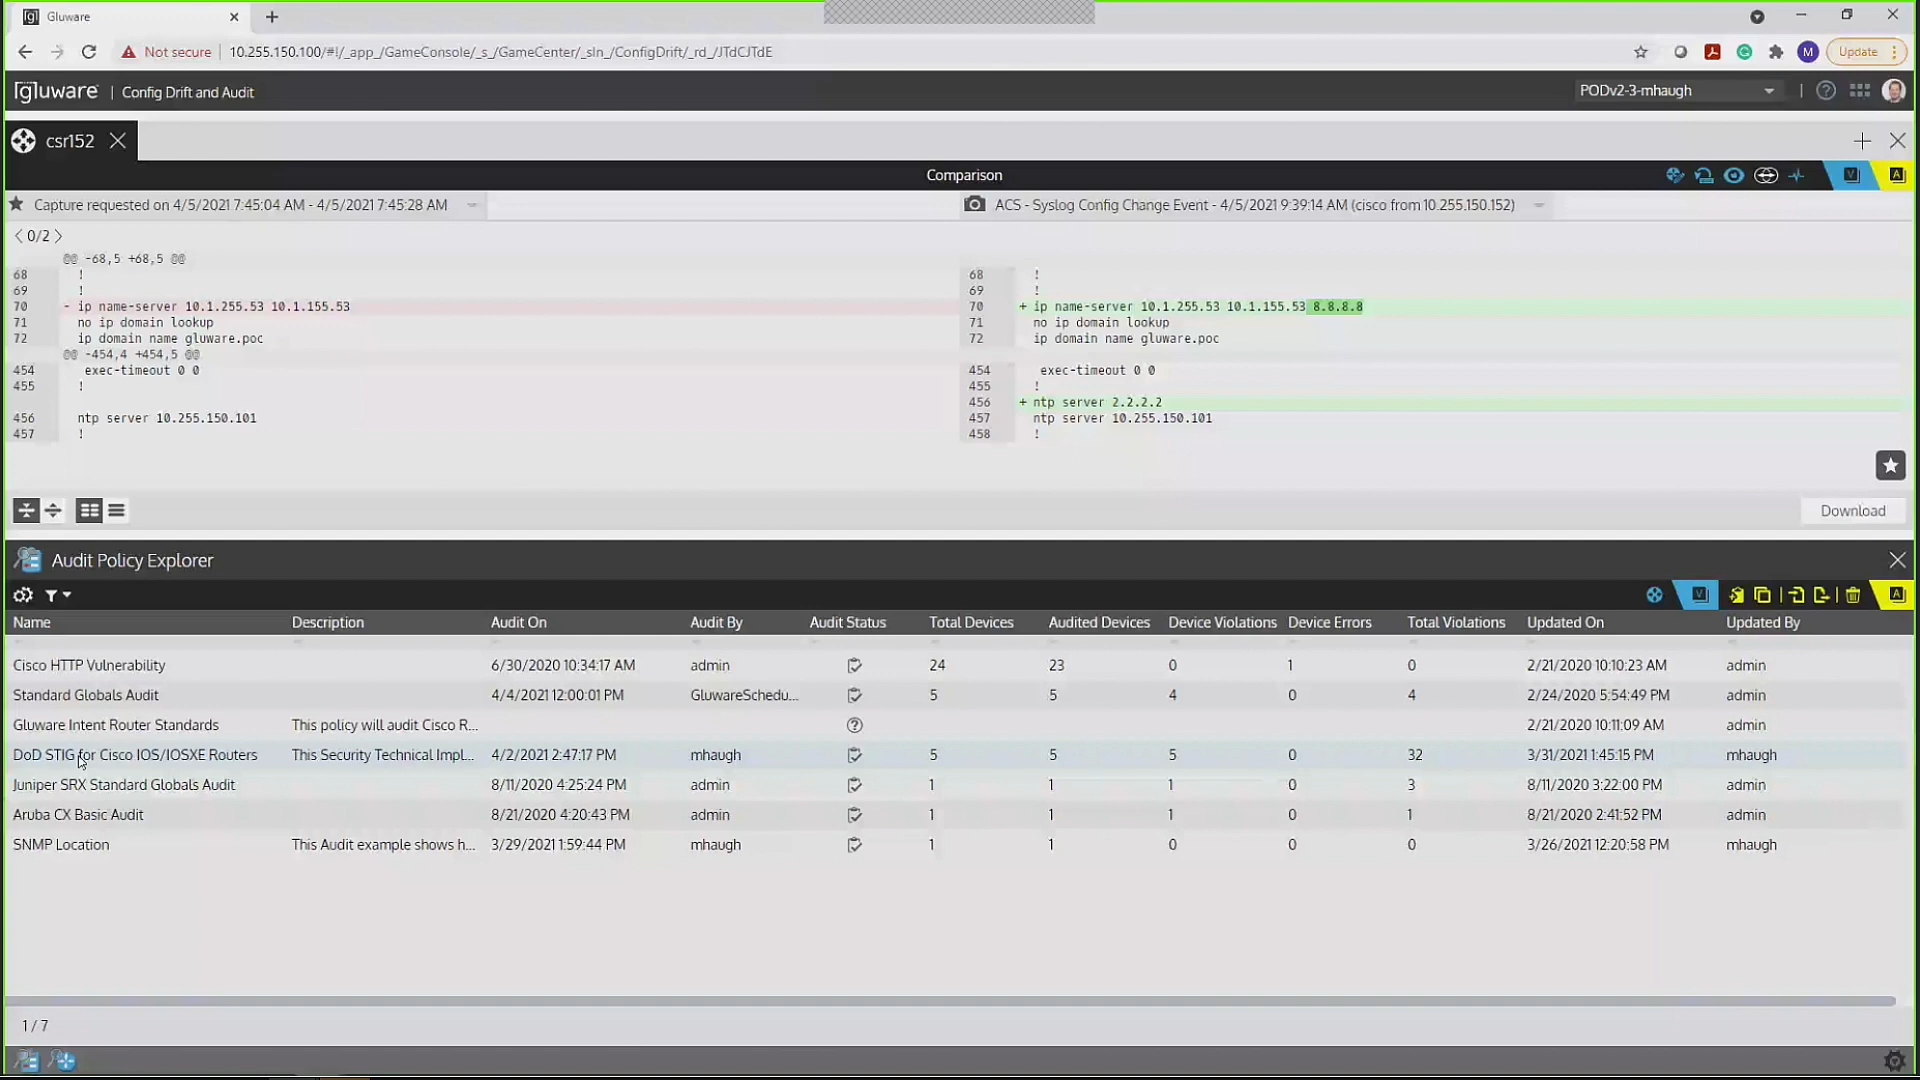 Gluware
Not secure 10.255.150.100/#!/_app_/GameConsole/_s_/GameCenter/_sln_/ConfigDrift/_rd_/JTdCJTdE M Update
[gluware | Config Drift and Audit PODv2-3-mhaugh
csr152
Comparison V A
Capture requested on 4/5/2021 7:45:04 AM - 4/5/2021 7:45:28 AM ACS - Syslog Config Change Event - 4/5/2021 9:39:14 AM (cisco from 10.255.150.152)
< 0/2 >
@@ -68,5 +68,5 @@
68 ! 68 !
69 ! 69 !
70 - ip name-server 10.1.255.53 10.1.155.53 70 + ip name-server 10.1.255.53 10.1.155.53 8.8.8.8
71 no ip domain lookup 71 no ip domain lookup
72 ip domain name gluware.poc 72 ip domain name gluware.poc
@@ -454,4 +454,5 @@
454 exec-timeout 0 0 454 exec-timeout 0 0
455 ! 455 !
456 + ntp server 2.2.2.2
456 ntp server 10.255.150.101 457 ntp server 10.255.150.101
457 ! 458 !
Download
Audit Policy Explorer
V A
Name Description Audit On Audit By Audit Status Total Devices Audited Devices Device Violations Device Errors Total Violations Updated On Updated By
Cisco HTTP Vulnerability 6/30/2020 10:34:17 AM admin 24 23 0 1 0 2/21/2020 10:10:23 AM admin
Standard Globals Audit 4/4/2021 12:00:01 PM GluwareSchedu... 5 5 4 0 4 2/24/2020 5:54:49 PM admin
Gluware Intent Router Standards This policy will audit Cisco R... 2/21/2020 10:11:09 AM admin
DoD STIG for Cisco IOS/IOSXE Routers This Security Technical Impl... 4/2/2021 2:47:17 PM mhaugh 5 5 5 0 32 3/31/2021 1:45:15 PM mhaugh
Juniper SRX Standard Globals Audit 8/11/2020 4:25:24 PM admin 1 1 1 0 3 8/11/2020 3:22:00 PM admin
Aruba CX Basic Audit 8/21/2020 4:20:43 PM admin 1 1 1 0 1 8/21/2020 2:41:52 PM admin
SNMP Location This Audit example shows h... 3/29/2021 1:59:44 PM mhaugh 1 1 0 0 0 3/26/2021 12:20:58 PM mhaugh
1 / 7